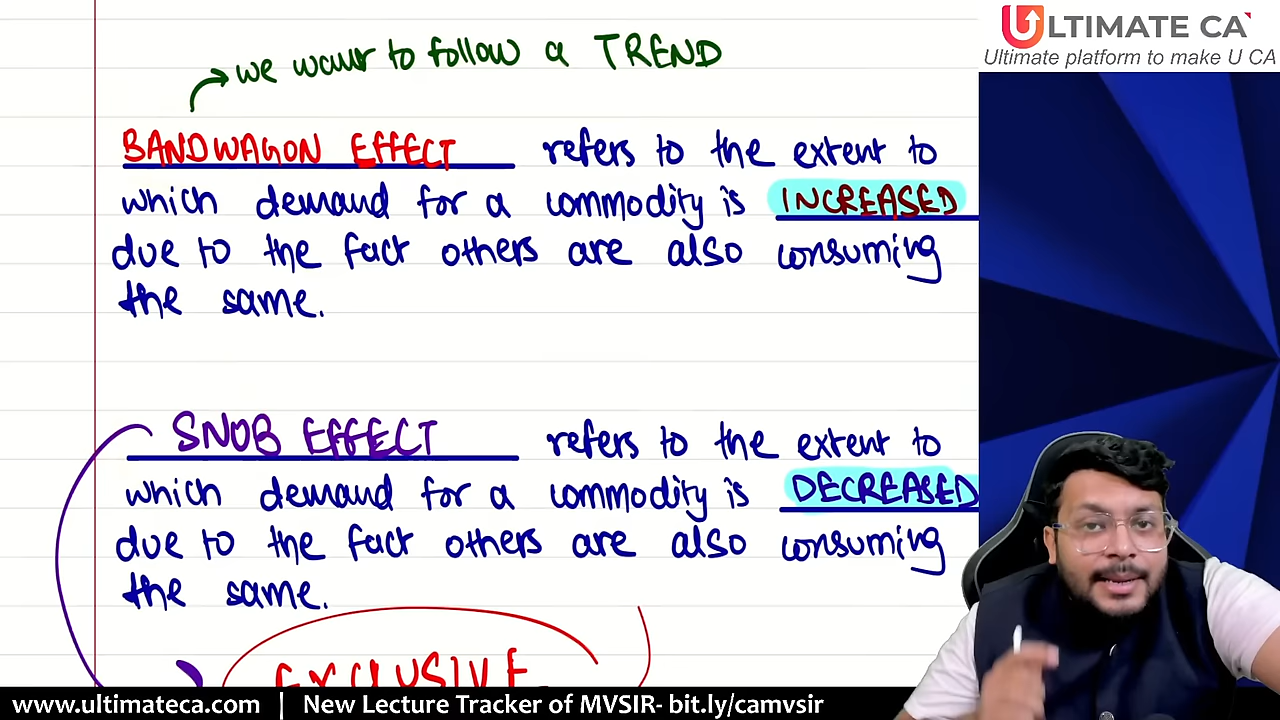 we want to follow a TREND
BANDWAGON EFFECT refers to the extent to
which demand for a commodity is INCREASED
due to the fact others are also consuming
the same.
SNOB EFFECT refers to the extent to
which demand for a commodity is DECREASED
due to the fact others are also consuming
the same.
EXCLUSIVE
ULTIMATE CA
Ultimate platform to make U CA
www.ultimateca.com | New Lecture Tracker of MVSIR- bit.ly/camvsir